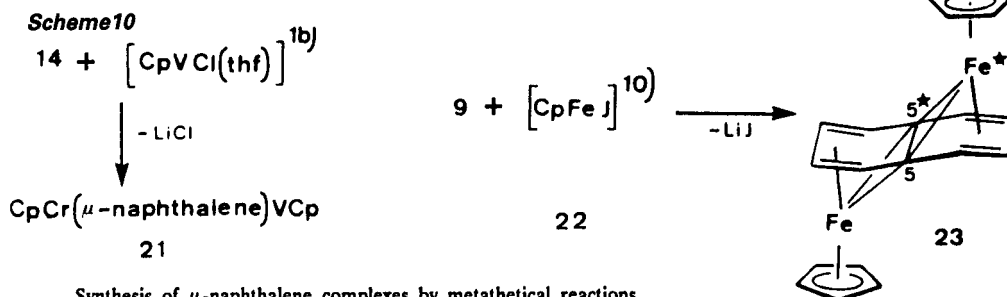 Scheme10
14 + [CpVCl(thf)]1b)
- LiCl
CpCr(μ-naphthalene)VCp
21
9 + [CpFeJ]10)
-LiJ
22
Fe★
5★
5
Fe
23
Synthesis of μ-naphthalene complexes by metathetical reactions